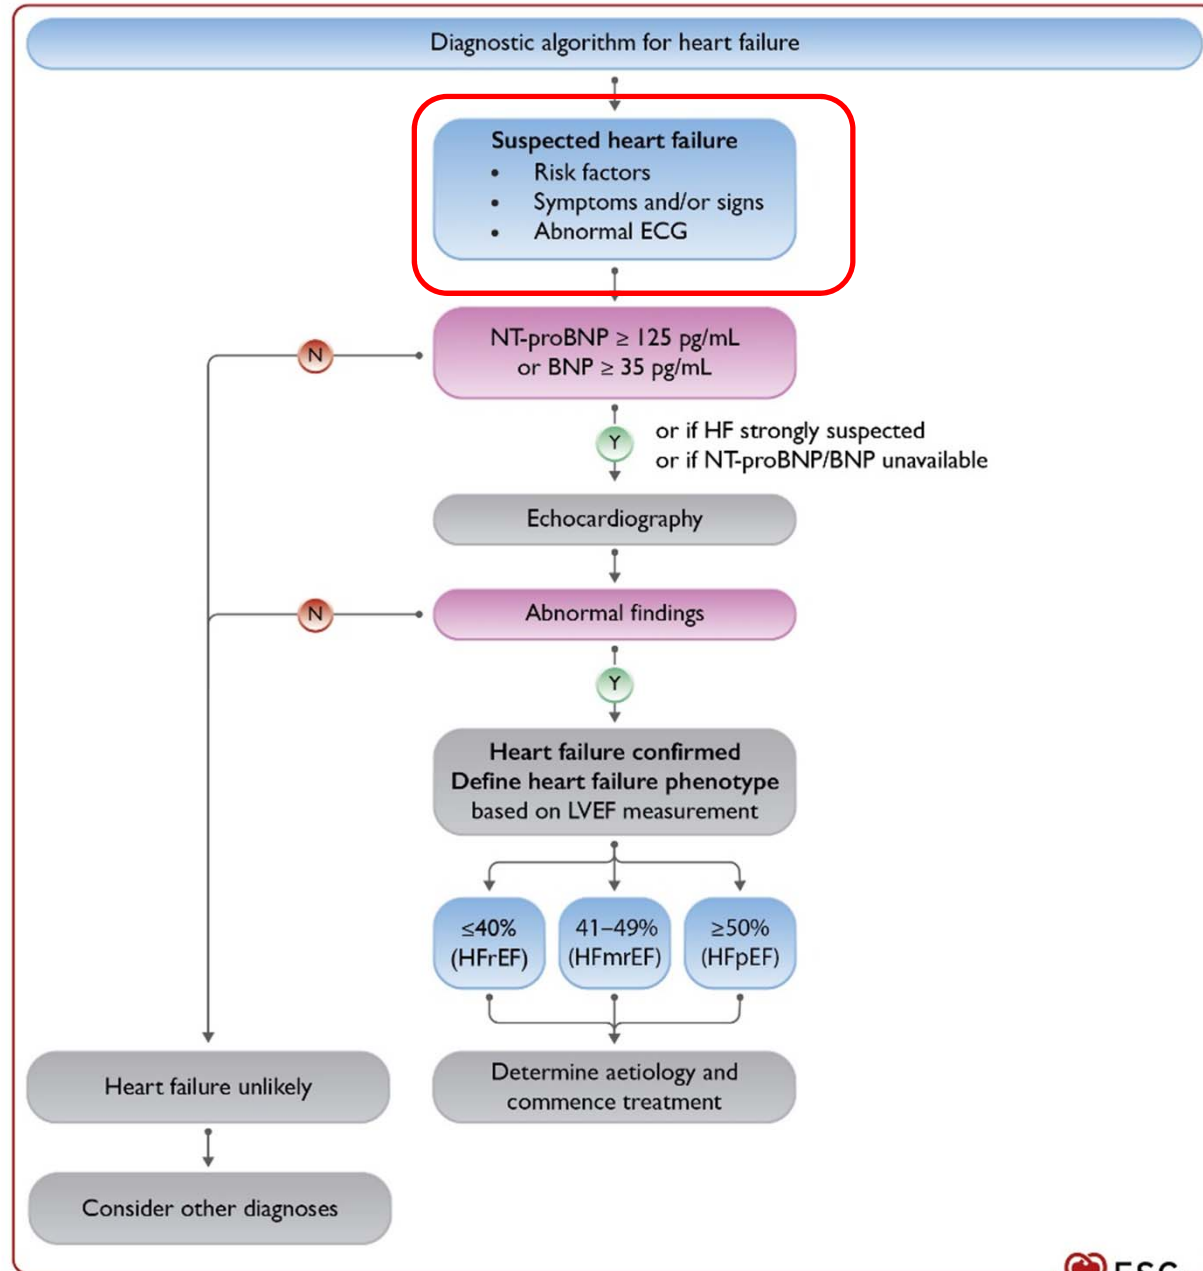 Diagnostic algorithm for heart failure
Suspected heart failure
• Risk factors
• Symptoms and/or signs
• Abnormal ECG
NT-proBNP ≥ 125 pg/mL
or BNP ≥ 35 pg/mL
N
Y
or if HF strongly suspected
or if NT-proBNP/BNP unavailable
Echocardiography
Abnormal findings
N
Y
Heart failure confirmed
Define heart failure phenotype
based on LVEF measurement
≤40%
(HFrEF)
41–49%
(HFmrEF)
≥50%
(HFpEF)
Determine aetiology and
commence treatment
Heart failure unlikely
Consider other diagnoses
ESC